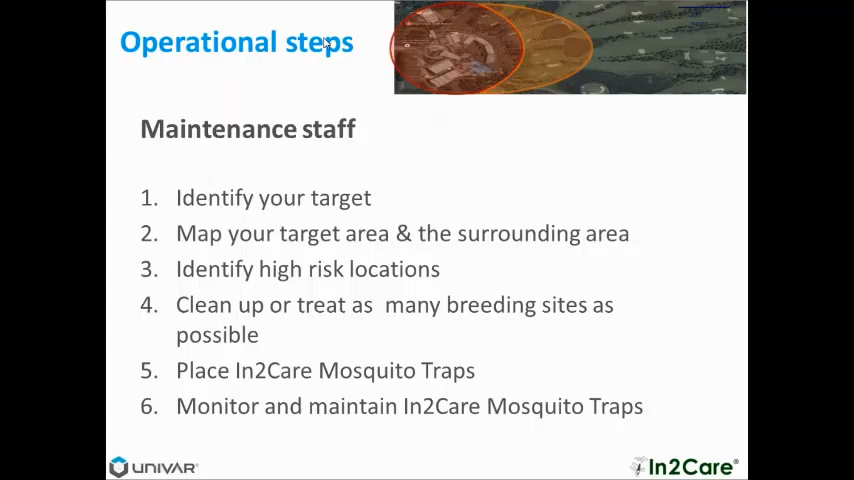 Operational steps
Maintenance staff
1. Identify your target
2. Map your target area & the surrounding area
3. Identify high risk locations
4. Clean up or treat as  many breeding sites as
possible
5. Place In2Care Mosquito Traps
6. Monitor and maintain In2Care Mosquito Traps
UNIVAR
In2Care®